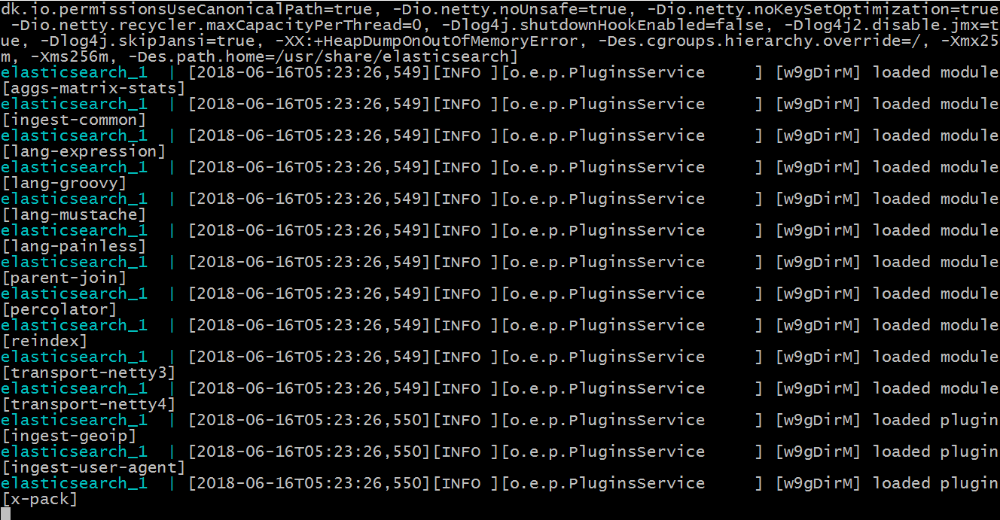 dk.io.permissionsUseCanonicalPath=true, -Dio.netty.noUnsafe=true, -Dio.netty.noKeySetOptimization=true
 -Dio.netty.recycler.maxCapacityPerThread=0, -Dlog4j.shutdownHookEnabled=false, -Dlog4j2.disable.jmx=t
ue, -Dlog4j.skipJansi=true, -XX:+HeapDumpOnOutOfMemoryError, -Des.cgroups.hierarchy.override=/, -Xmx25
m, -Xms256m, -Des.path.home=/usr/share/elasticsearch]
elasticsearch_1  | [2018-06-16T05:23:26,549][INFO ][o.e.p.PluginsService     ] [w9gDirM] loaded module
[aggs-matrix-stats]
elasticsearch_1  | [2018-06-16T05:23:26,549][INFO ][o.e.p.PluginsService     ] [w9gDirM] loaded module
[ingest-common]
elasticsearch_1  | [2018-06-16T05:23:26,549][INFO ][o.e.p.PluginsService     ] [w9gDirM] loaded module
[lang-expression]
elasticsearch_1  | [2018-06-16T05:23:26,549][INFO ][o.e.p.PluginsService     ] [w9gDirM] loaded module
[lang-groovy]
elasticsearch_1  | [2018-06-16T05:23:26,549][INFO ][o.e.p.PluginsService     ] [w9gDirM] loaded module
[lang-mustache]
elasticsearch_1  | [2018-06-16T05:23:26,549][INFO ][o.e.p.PluginsService     ] [w9gDirM] loaded module
[lang-painless]
elasticsearch_1  | [2018-06-16T05:23:26,549][INFO ][o.e.p.PluginsService     ] [w9gDirM] loaded module
[parent-join]
elasticsearch_1  | [2018-06-16T05:23:26,549][INFO ][o.e.p.PluginsService     ] [w9gDirM] loaded module
[percolator]
elasticsearch_1  | [2018-06-16T05:23:26,549][INFO ][o.e.p.PluginsService     ] [w9gDirM] loaded module
[reindex]
elasticsearch_1  | [2018-06-16T05:23:26,549][INFO ][o.e.p.PluginsService     ] [w9gDirM] loaded module
[transport-netty3]
elasticsearch_1  | [2018-06-16T05:23:26,549][INFO ][o.e.p.PluginsService     ] [w9gDirM] loaded module
[transport-netty4]
elasticsearch_1  | [2018-06-16T05:23:26,550][INFO ][o.e.p.PluginsService     ] [w9gDirM] loaded plugin
[ingest-geoip]
elasticsearch_1  | [2018-06-16T05:23:26,550][INFO ][o.e.p.PluginsService     ] [w9gDirM] loaded plugin
[ingest-user-agent]
elasticsearch_1  | [2018-06-16T05:23:26,550][INFO ][o.e.p.PluginsService     ] [w9gDirM] loaded plugin
[x-pack]